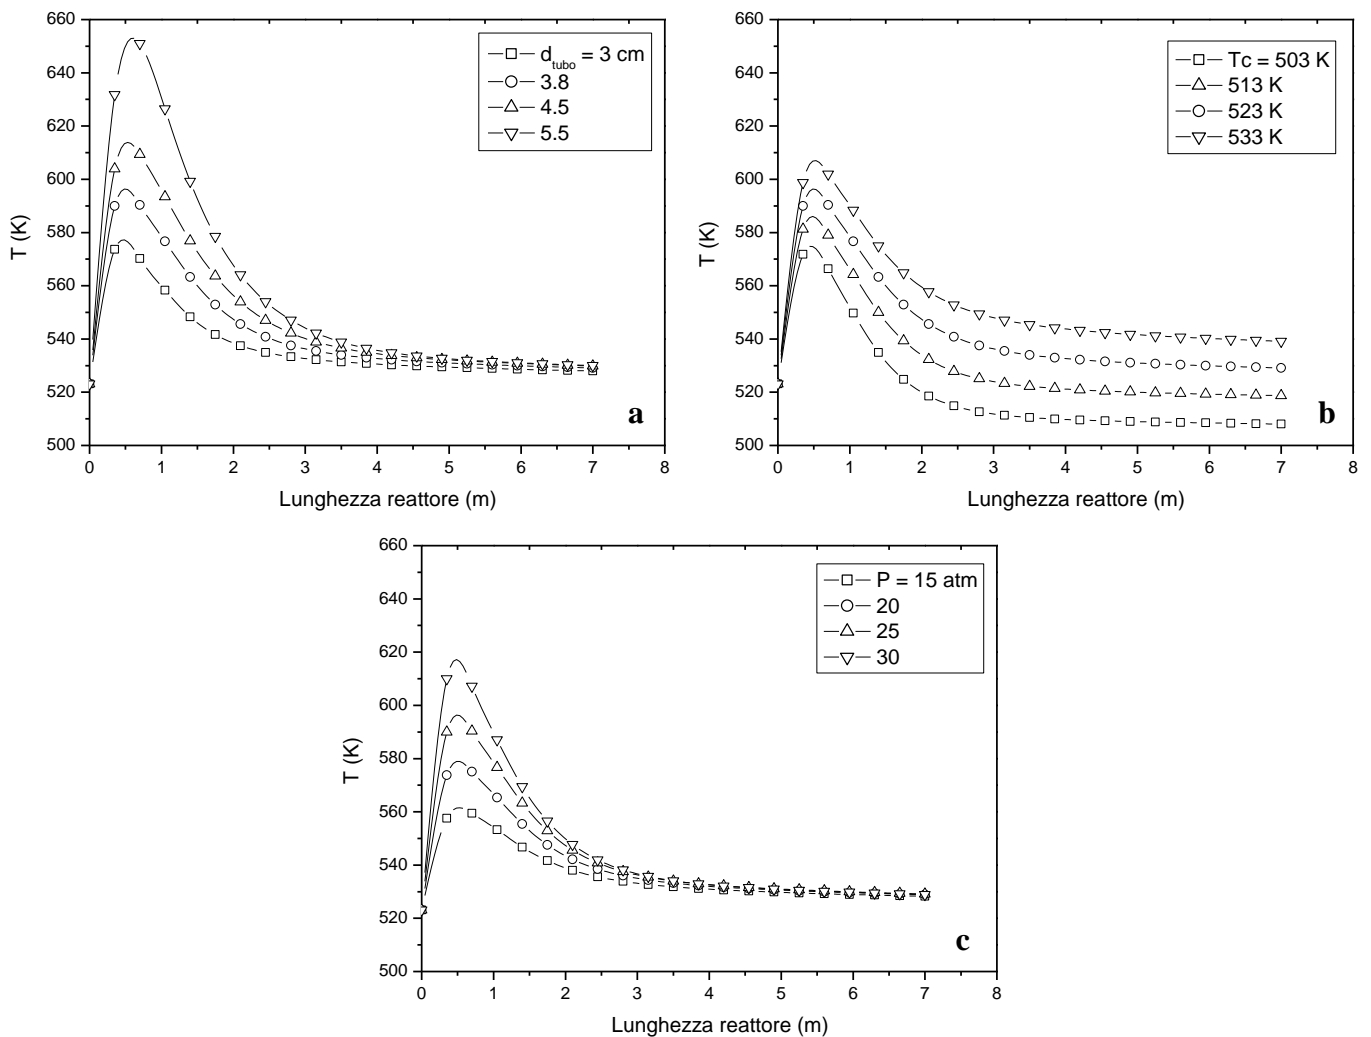 660
640
620
600
580
560
540
520
500
T (K)
d tubo = 3 cm
3.8
4.5
5.5
a
0 1 2 3 4 5 6 7 8
Lunghezza reattore (m)
660
640
620
600
580
560
540
520
500
T (K)
Tc = 503 K
513 K
523 K
533 K
b
0 1 2 3 4 5 6 7 8
Lunghezza reattore (m)
660
640
620
600
580
560
540
520
500
T (K)
P = 15 atm
20
25
30
c
0 1 2 3 4 5 6 7 8
Lunghezza reattore (m)